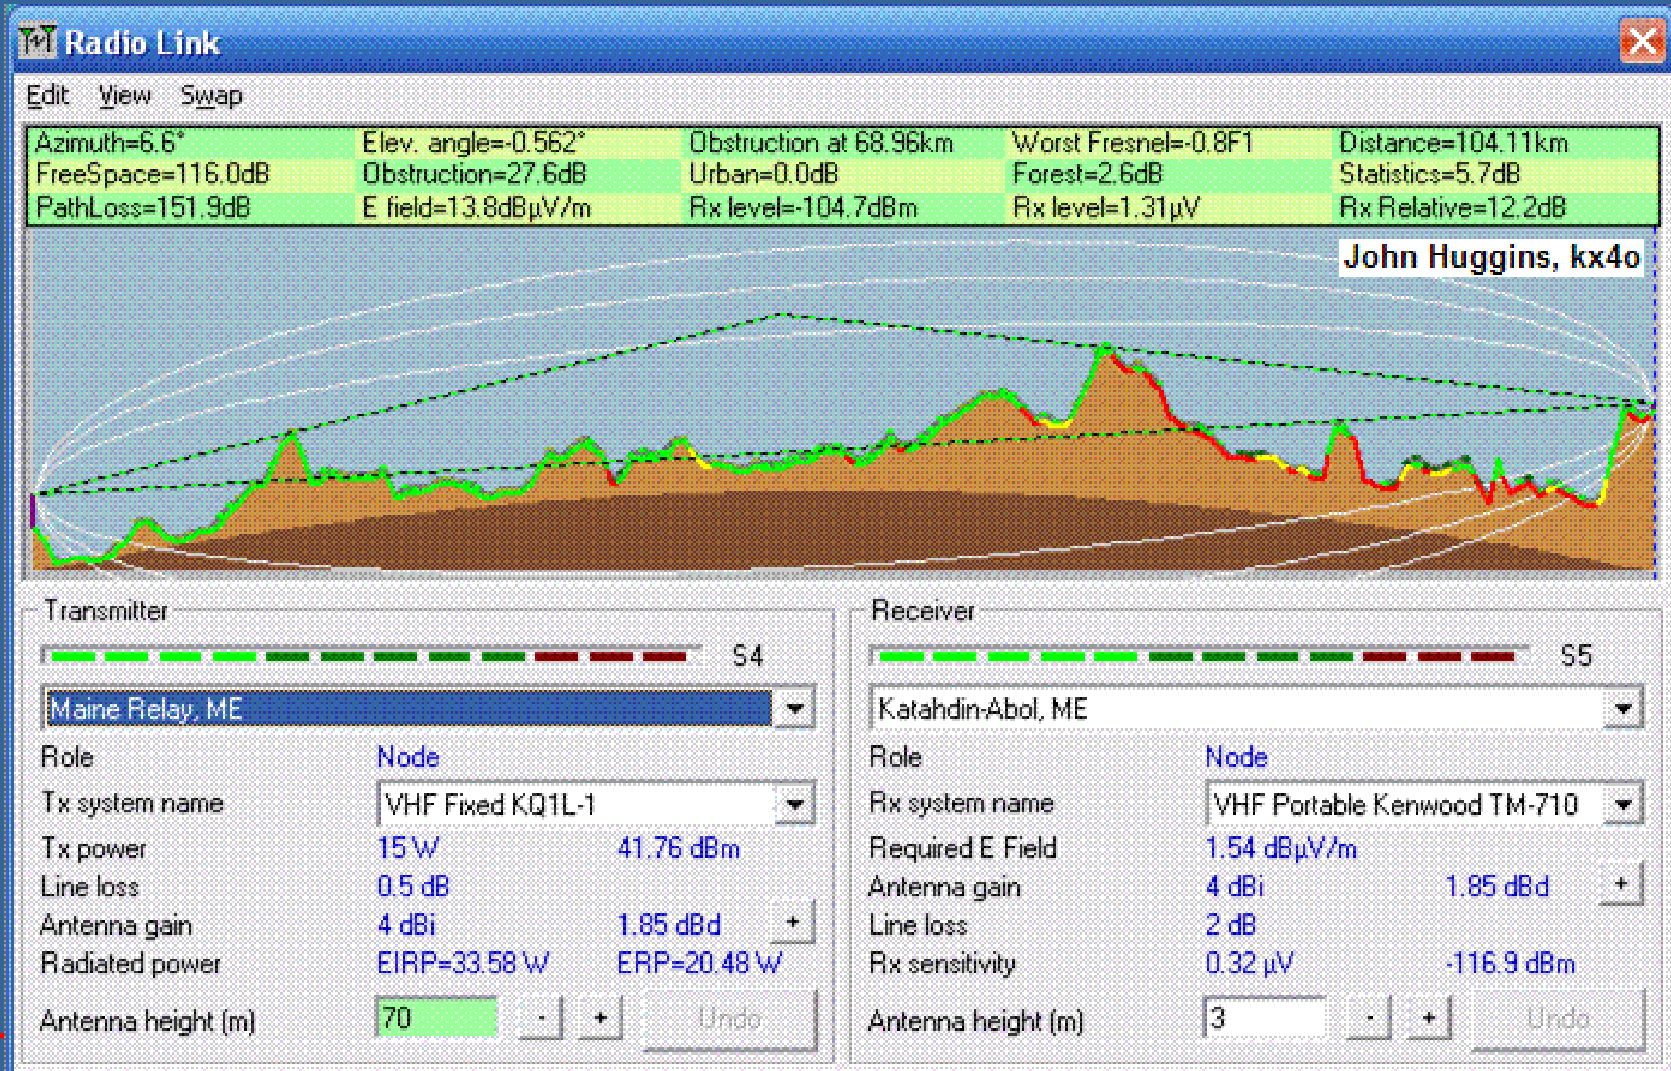 Radio Link
Edit View Swap
Azimuth=6.6° Elev. angle=-0.562° Obstruction at 68.96km Worst Fresnel=-0.8F1 Distance=104.11km
FreeSpace=116.0dB Obstruction=27.6dB Urban=0.0dB Forest=2.6dB Statistics=5.7dB
PathLoss=151.9dB E field=13.8dBμV/m Rx level=-104.7dBm Rx level=1.31μV Rx Relative=12.2dB
John Huggins, kx4o
Transmitter
S4
Maine Relay, ME
Role Node
Tx system name VHF Fixed KQ1L-1
Tx power 15 W 41.76 dBm
Line loss 0.5 dB
Antenna gain 4 dBi 1.85 dBd +
Radiated power EIRP=33.58 W ERP=20.48 W
Antenna height (m) 70 - + Undo
Receiver
S5
Katahdin-Abol, ME
Role Node
Rx system name VHF Portable Kenwood TM-710
Required E Field 1.54 dBμV/m
Antenna gain 4 dBi 1.85 dBd +
Line loss 2 dB
Rx sensitivity 0.32 μV -116.9 dBm
Antenna height (m) 3 - + Undo